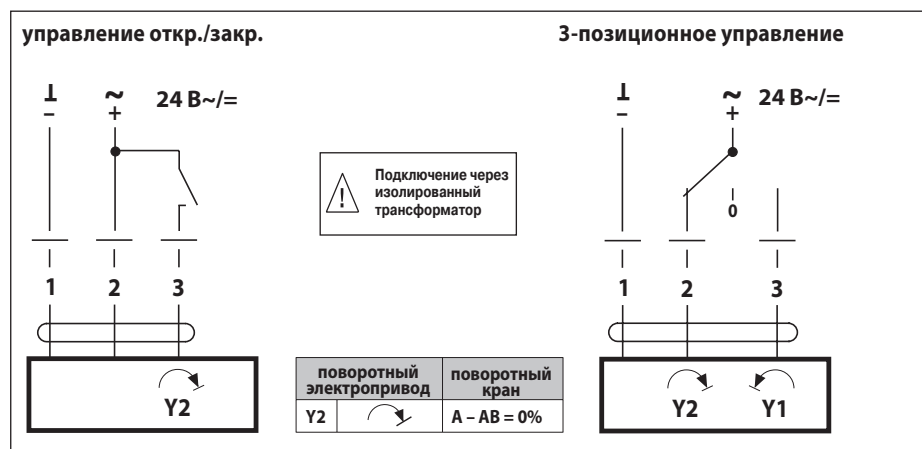 управление откр./закр.
3-позиционное управление
⊥ ~ 24 В~/=
– +
⊥ ~ 24 В~/=
– +
Подключение через
изолированный
трансформатор
!
0
1 2 3
1 2 3
Y2
поворотный электропривод
поворотный кран
Y2
A – AB = 0%
Y2 Y1